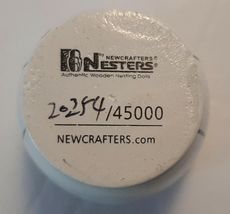 NEWCRAFTERS®
NESTERS®
Authentic Wooden Nesting Dolls
20254/45000
NEWCRAFTERS.com